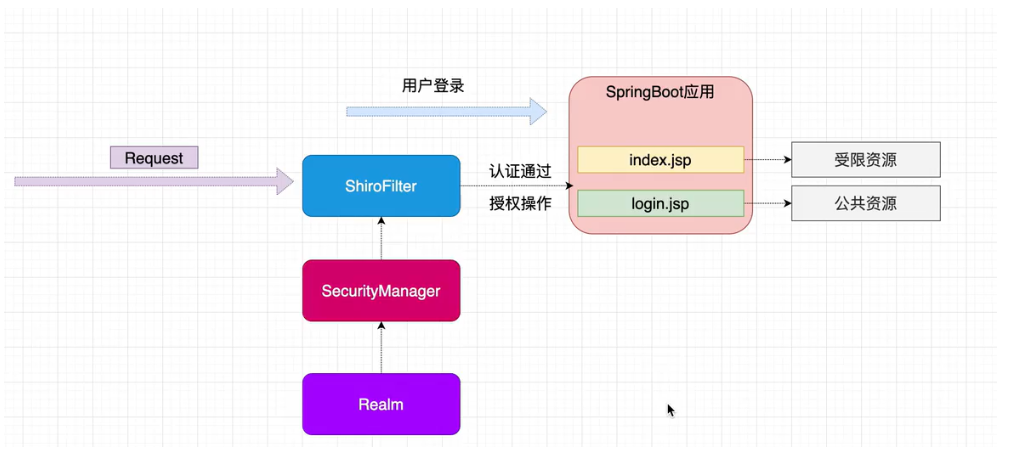 用户登录
SpringBoot应用
Request
index.jsp
受限资源
ShiroFilter
认证通过
授权操作
login.jsp
公共资源
SecurityManager
Realm